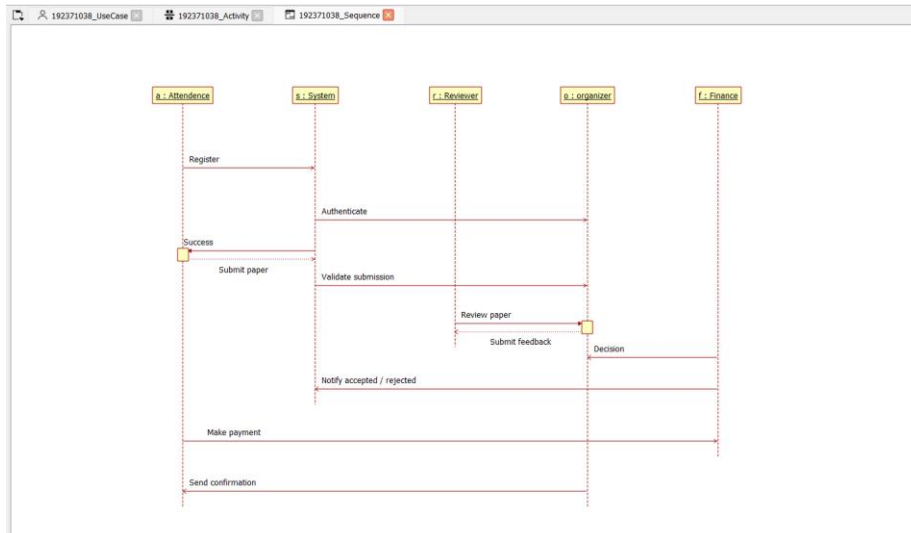 192371038_UseCase
192371038_Activity
192371038_Sequence
a : Attendence
s : System
r : Reviewer
o : organizer
f : Finance
Register
Authenticate
Success
Submit paper
Validate submission
Review paper
Submit feedback
Decision
Notify accepted / rejected
Make payment
Send confirmation